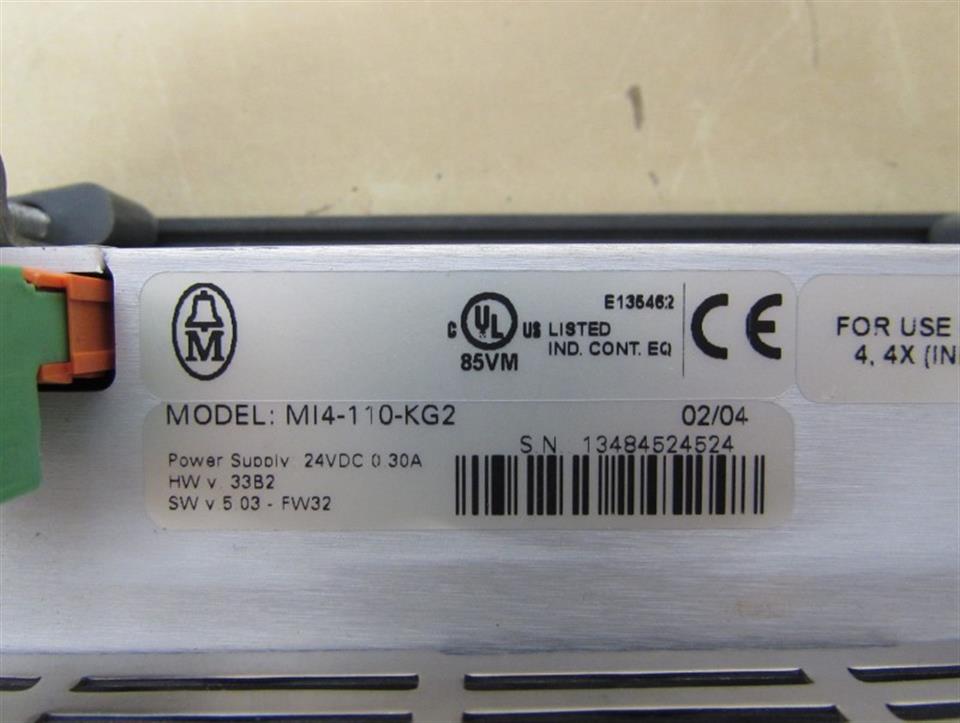 M
C UL US LISTED
E135462
85VM
IND. CONT. EQ
CE
FOR USE
4, 4X (IN
MODEL: MI4-110-KG2
02/04
S.N. 13484524524
Power Supply: 24VDC 0.30A
HW v. 33B2
SW v.5.03 - FW32